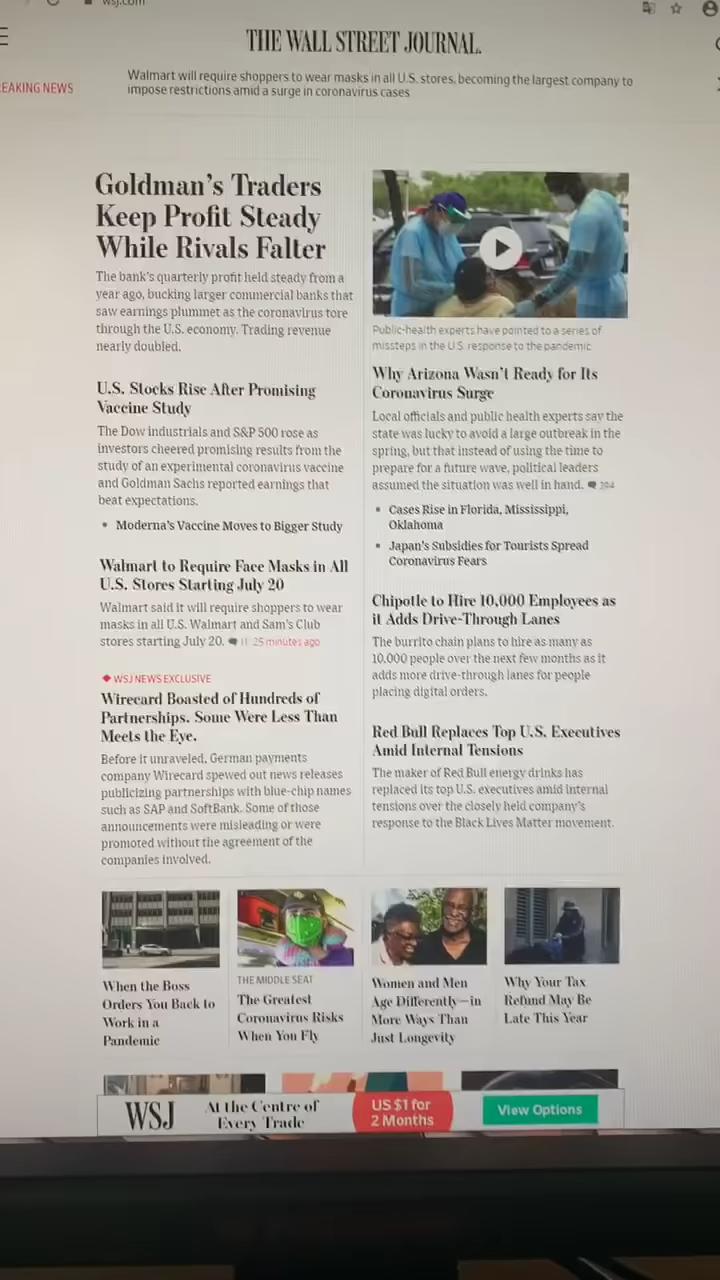 wsj.com
THE WALL STREET JOURNAL.
EAKING NEWS
Walmart will require shoppers to wear masks in all U.S. stores, becoming the largest company to
impose restrictions amid a surge in coronavirus cases
Goldman's Traders
Keep Profit Steady
While Rivals Falter
The bank's quarterly profit held steady from a
year ago, bucking larger commercial banks that
saw earnings plummet as the coronavirus tore
through the U.S. economy. Trading revenue
nearly doubled.
U.S. Stocks Rise After Promising
Vaccine Study
The Dow industrials and S&P 500 rose as
investors cheered promising results from the
study of an experimental coronavirus vaccine
and Goldman Sachs reported earnings that
beat expectations.
• Moderna's Vaccine Moves to Bigger Study
Walmart to Require Face Masks in All
U.S. Stores Starting July 20
Walmart said it will require shoppers to wear
masks in all U.S. Walmart and Sam's Club
stores starting July 20. 11 25 minutes ago
WSJ NEWS EXCLUSIVE
Wirecard Boasted of Hundreds of
Partnerships. Some Were Less Than
Meets the Eye.
Before it unraveled, German payments
company Wirecard spewed out news releases
publicizing partnerships with blue-chip names
such as SAP and SoftBank. Some of those
announcements were misleading or were
promoted without the agreement of the
companies involved.
Public-health experts have pointed to a series of
missteps in the U.S. response to the pandemic
Why Arizona Wasn't Ready for Its
Coronavirus Surge
Local officials and public health experts say the
state was lucky to avoid a large outbreak in the
spring, but that instead of using the time to
prepare for a future wave, political leaders
assumed the situation was well in hand. 394
• Cases Rise in Florida, Mississippi,
Oklahoma
• Japan's Subsidies for Tourists Spread
Coronavirus Fears
Chipotle to Hire 10,000 Employees as
it Adds Drive-Through Lanes
The burrito chain plans to hire as many as
10,000 people over the next few months as it
adds more drive-through lanes for people
placing digital orders.
Red Bull Replaces Top U.S. Executives
Amid Internal Tensions
The maker of Red Bull energy drinks has
replaced its top U.S. executives amid internal
tensions over the closely held company's
response to the Black Lives Matter movement.
When the Boss
Orders You Back to
Work in a
Pandemic
THE MIDDLE SEAT
The Greatest
Coronavirus Risks
When You Fly
Women and Men
Age Differently—in
More Ways Than
Just Longevity
Why Your Tax
Refund May Be
Late This Year
WSJ
At the Centre of
Every Trade
US $1 for
2 Months
View Options